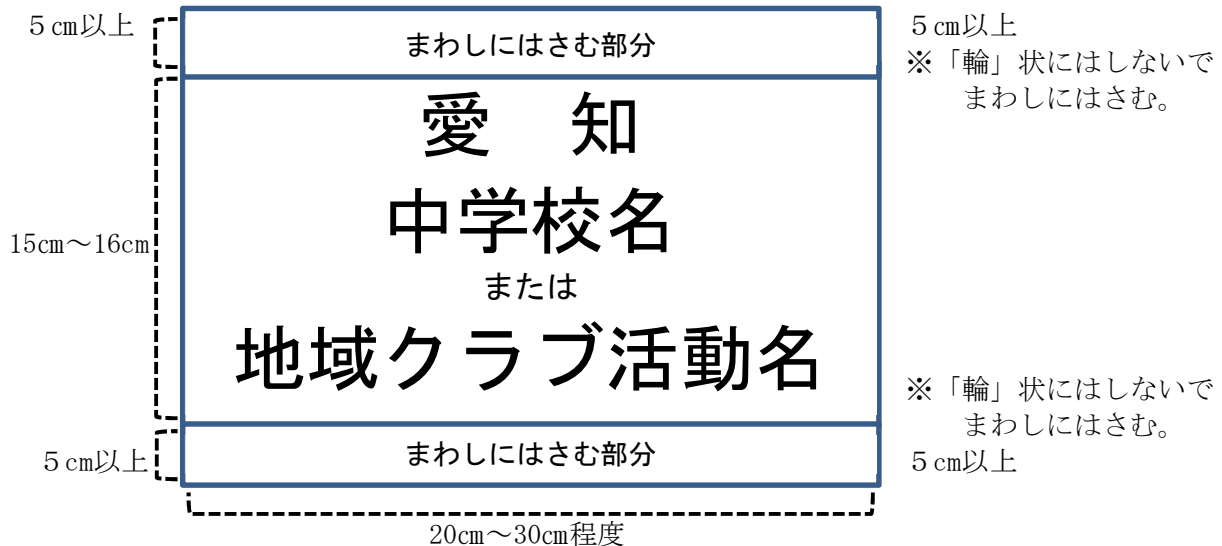 ５㎝以上
まわしにはさむ部分
５㎝以上
※「輪」状にはしないで
まわしにはさむ。
愛　知
中学校名
または
地域クラブ活動名
15㎝～16㎝
※「輪」状にはしないで
まわしにはさむ。
５㎝以上
まわしにはさむ部分
５㎝以上
20㎝～30㎝程度